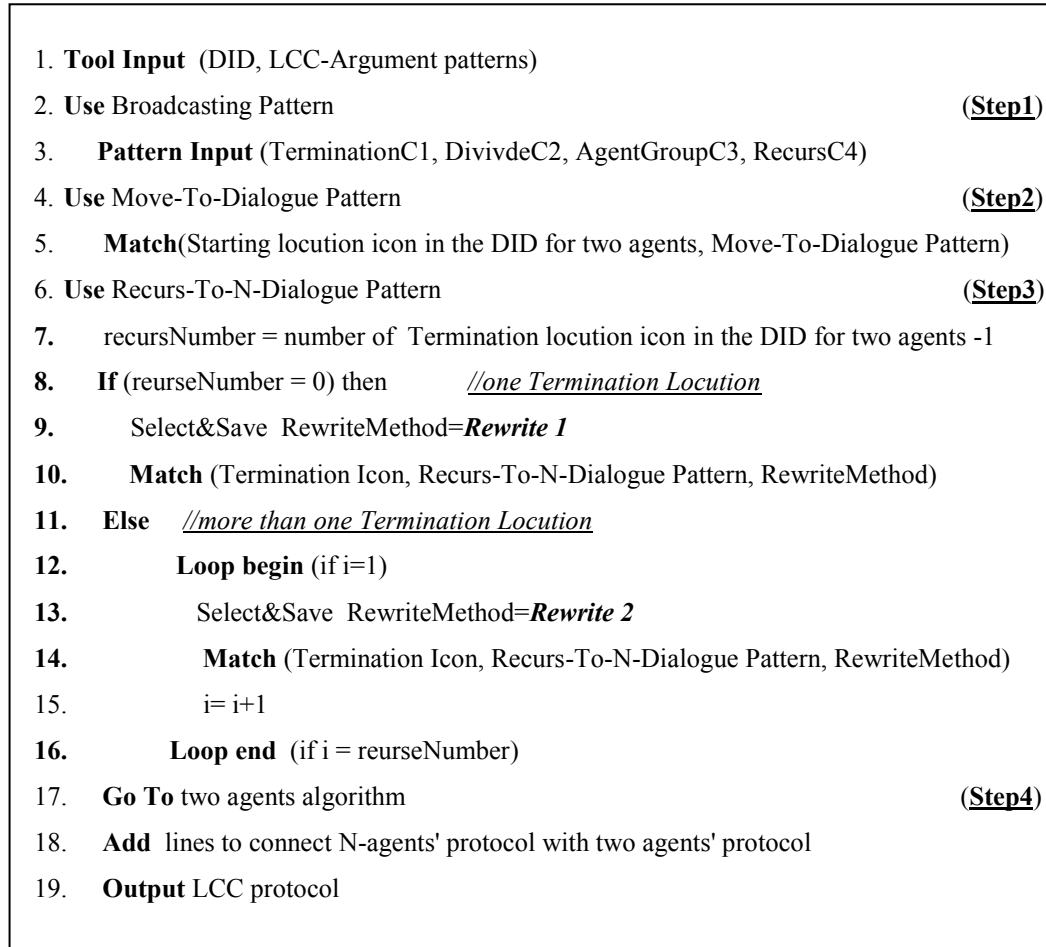 1. Tool Input (DID, LCC-Argument patterns)
2. Use Broadcasting Pattern (Step1)
3. Pattern Input (TerminationC1, DivivdeC2, AgentGroupC3, RecursC4)
4. Use Move-To-Dialogue Pattern (Step2)
5. Match(Starting locution icon in the DID for two agents, Move-To-Dialogue Pattern)
6. Use Recurs-To-N-Dialogue Pattern (Step3)
7. recursNumber = number of Termination locution icon in the DID for two agents -1
8. If (reurseNumber = 0) then //one Termination Locution
9. Select&Save RewriteMethod=Rewrite 1
10. Match (Termination Icon, Recurs-To-N-Dialogue Pattern, RewriteMethod)
11. Else //more than one Termination Locution
12. Loop begin (if i=1)
13. Select&Save RewriteMethod=Rewrite 2
14. Match (Termination Icon, Recurs-To-N-Dialogue Pattern, RewriteMethod)
15. i= i+1
16. Loop end (if i = reurseNumber)
17. Go To two agents algorithm (Step4)
18. Add lines to connect N-agents' protocol with two agents' protocol
19. Output LCC protocol